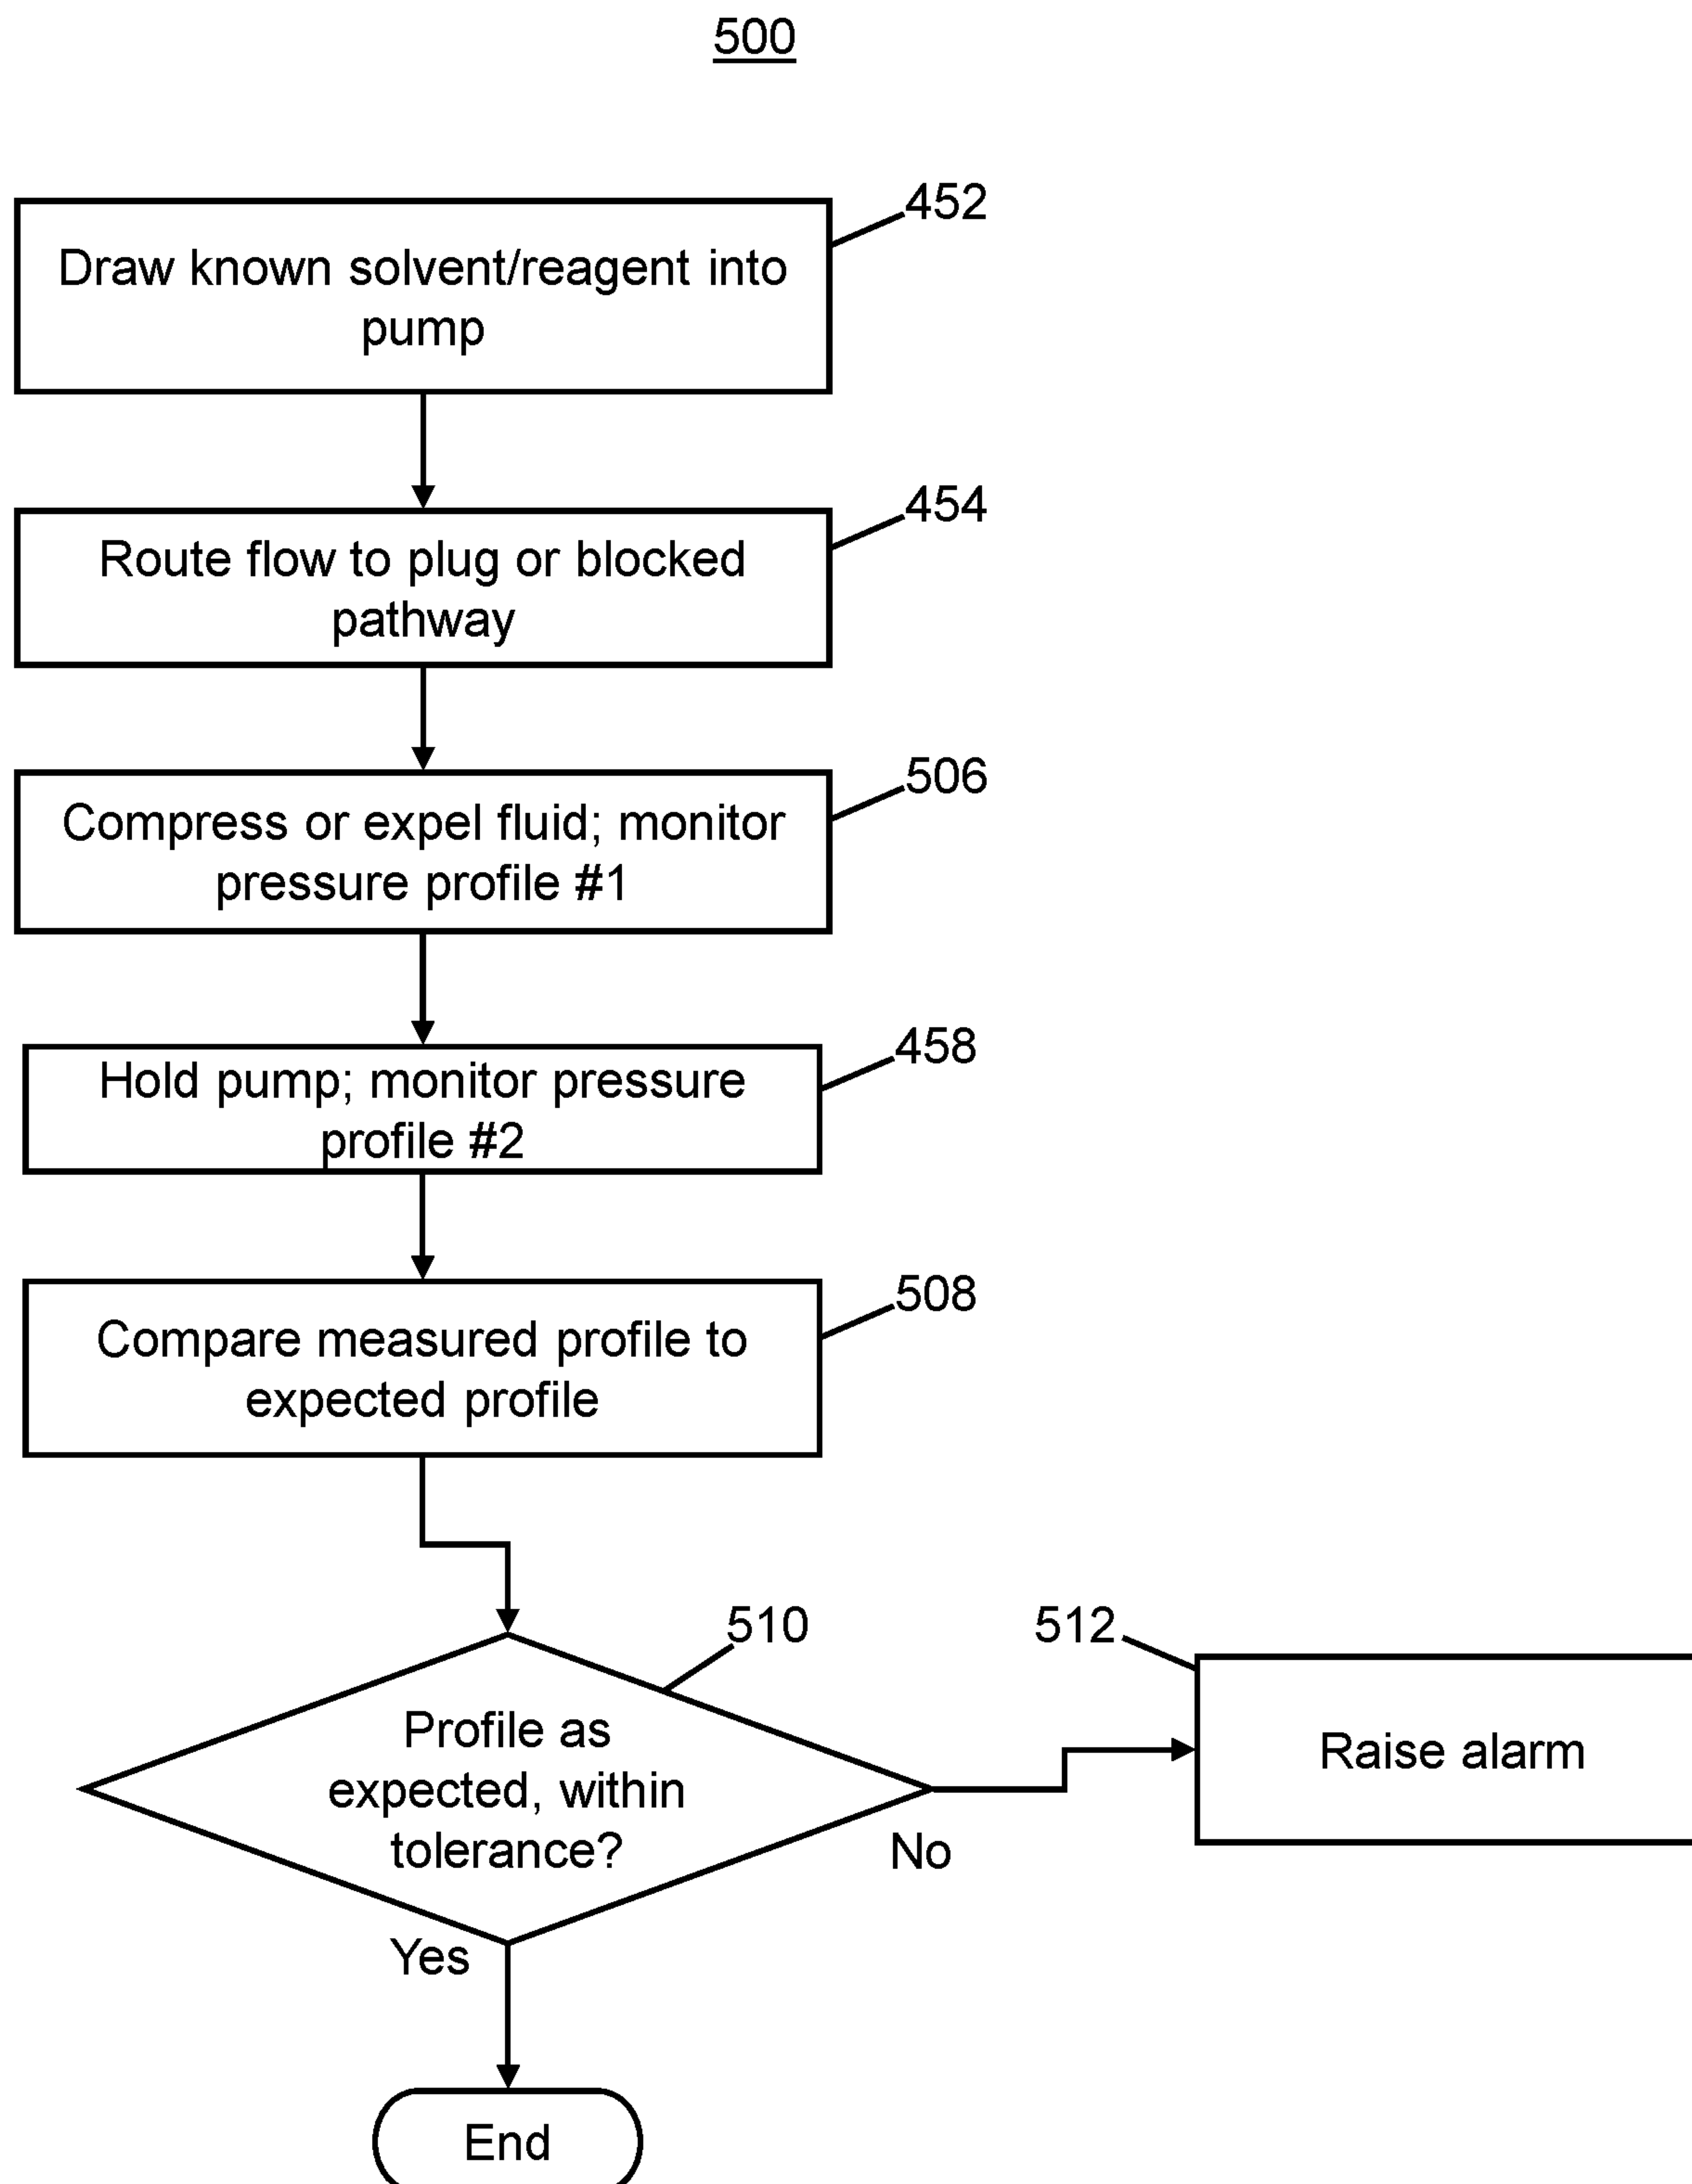 500
452
Draw known solvent/reagent into
pump
454
Route flow to plug or blocked
pathway
506
Compress or expel fluid; monitor
pressure profile #1
458
Hold pump; monitor pressure
profile #2
508
Compare measured profile to
expected profile
510
512
Profile as
expected, within
tolerance?
Raise alarm
No
Yes
End